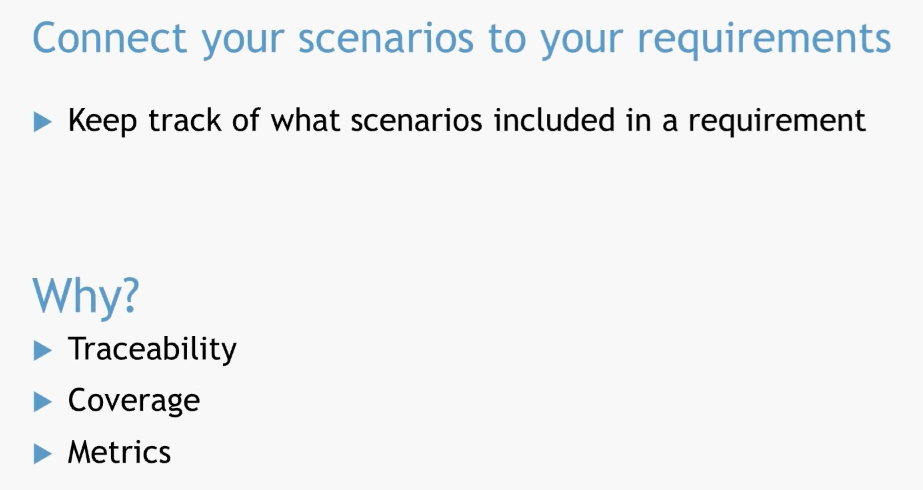 Connect your scenarios to your requirements
Keep track of what scenarios included in a requirement
Why?
Traceability
Coverage
Metrics